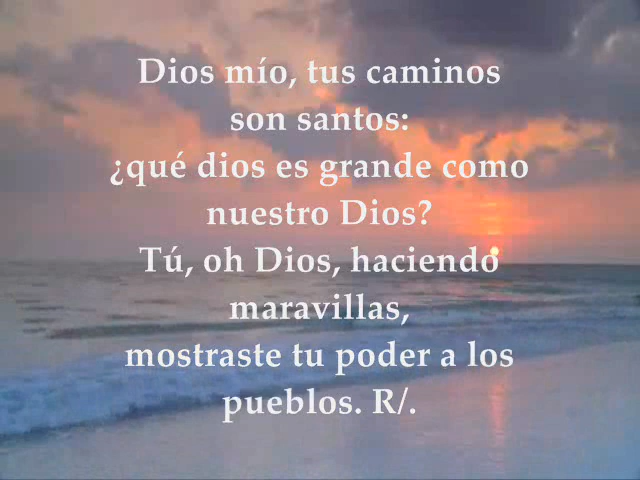 Dios mío, tus caminos
son santos:
¿qué dios es grande como
nuestro Dios?
Tú, oh Dios, haciendo
maravillas,
mostraste tu poder a los
pueblos. R/.